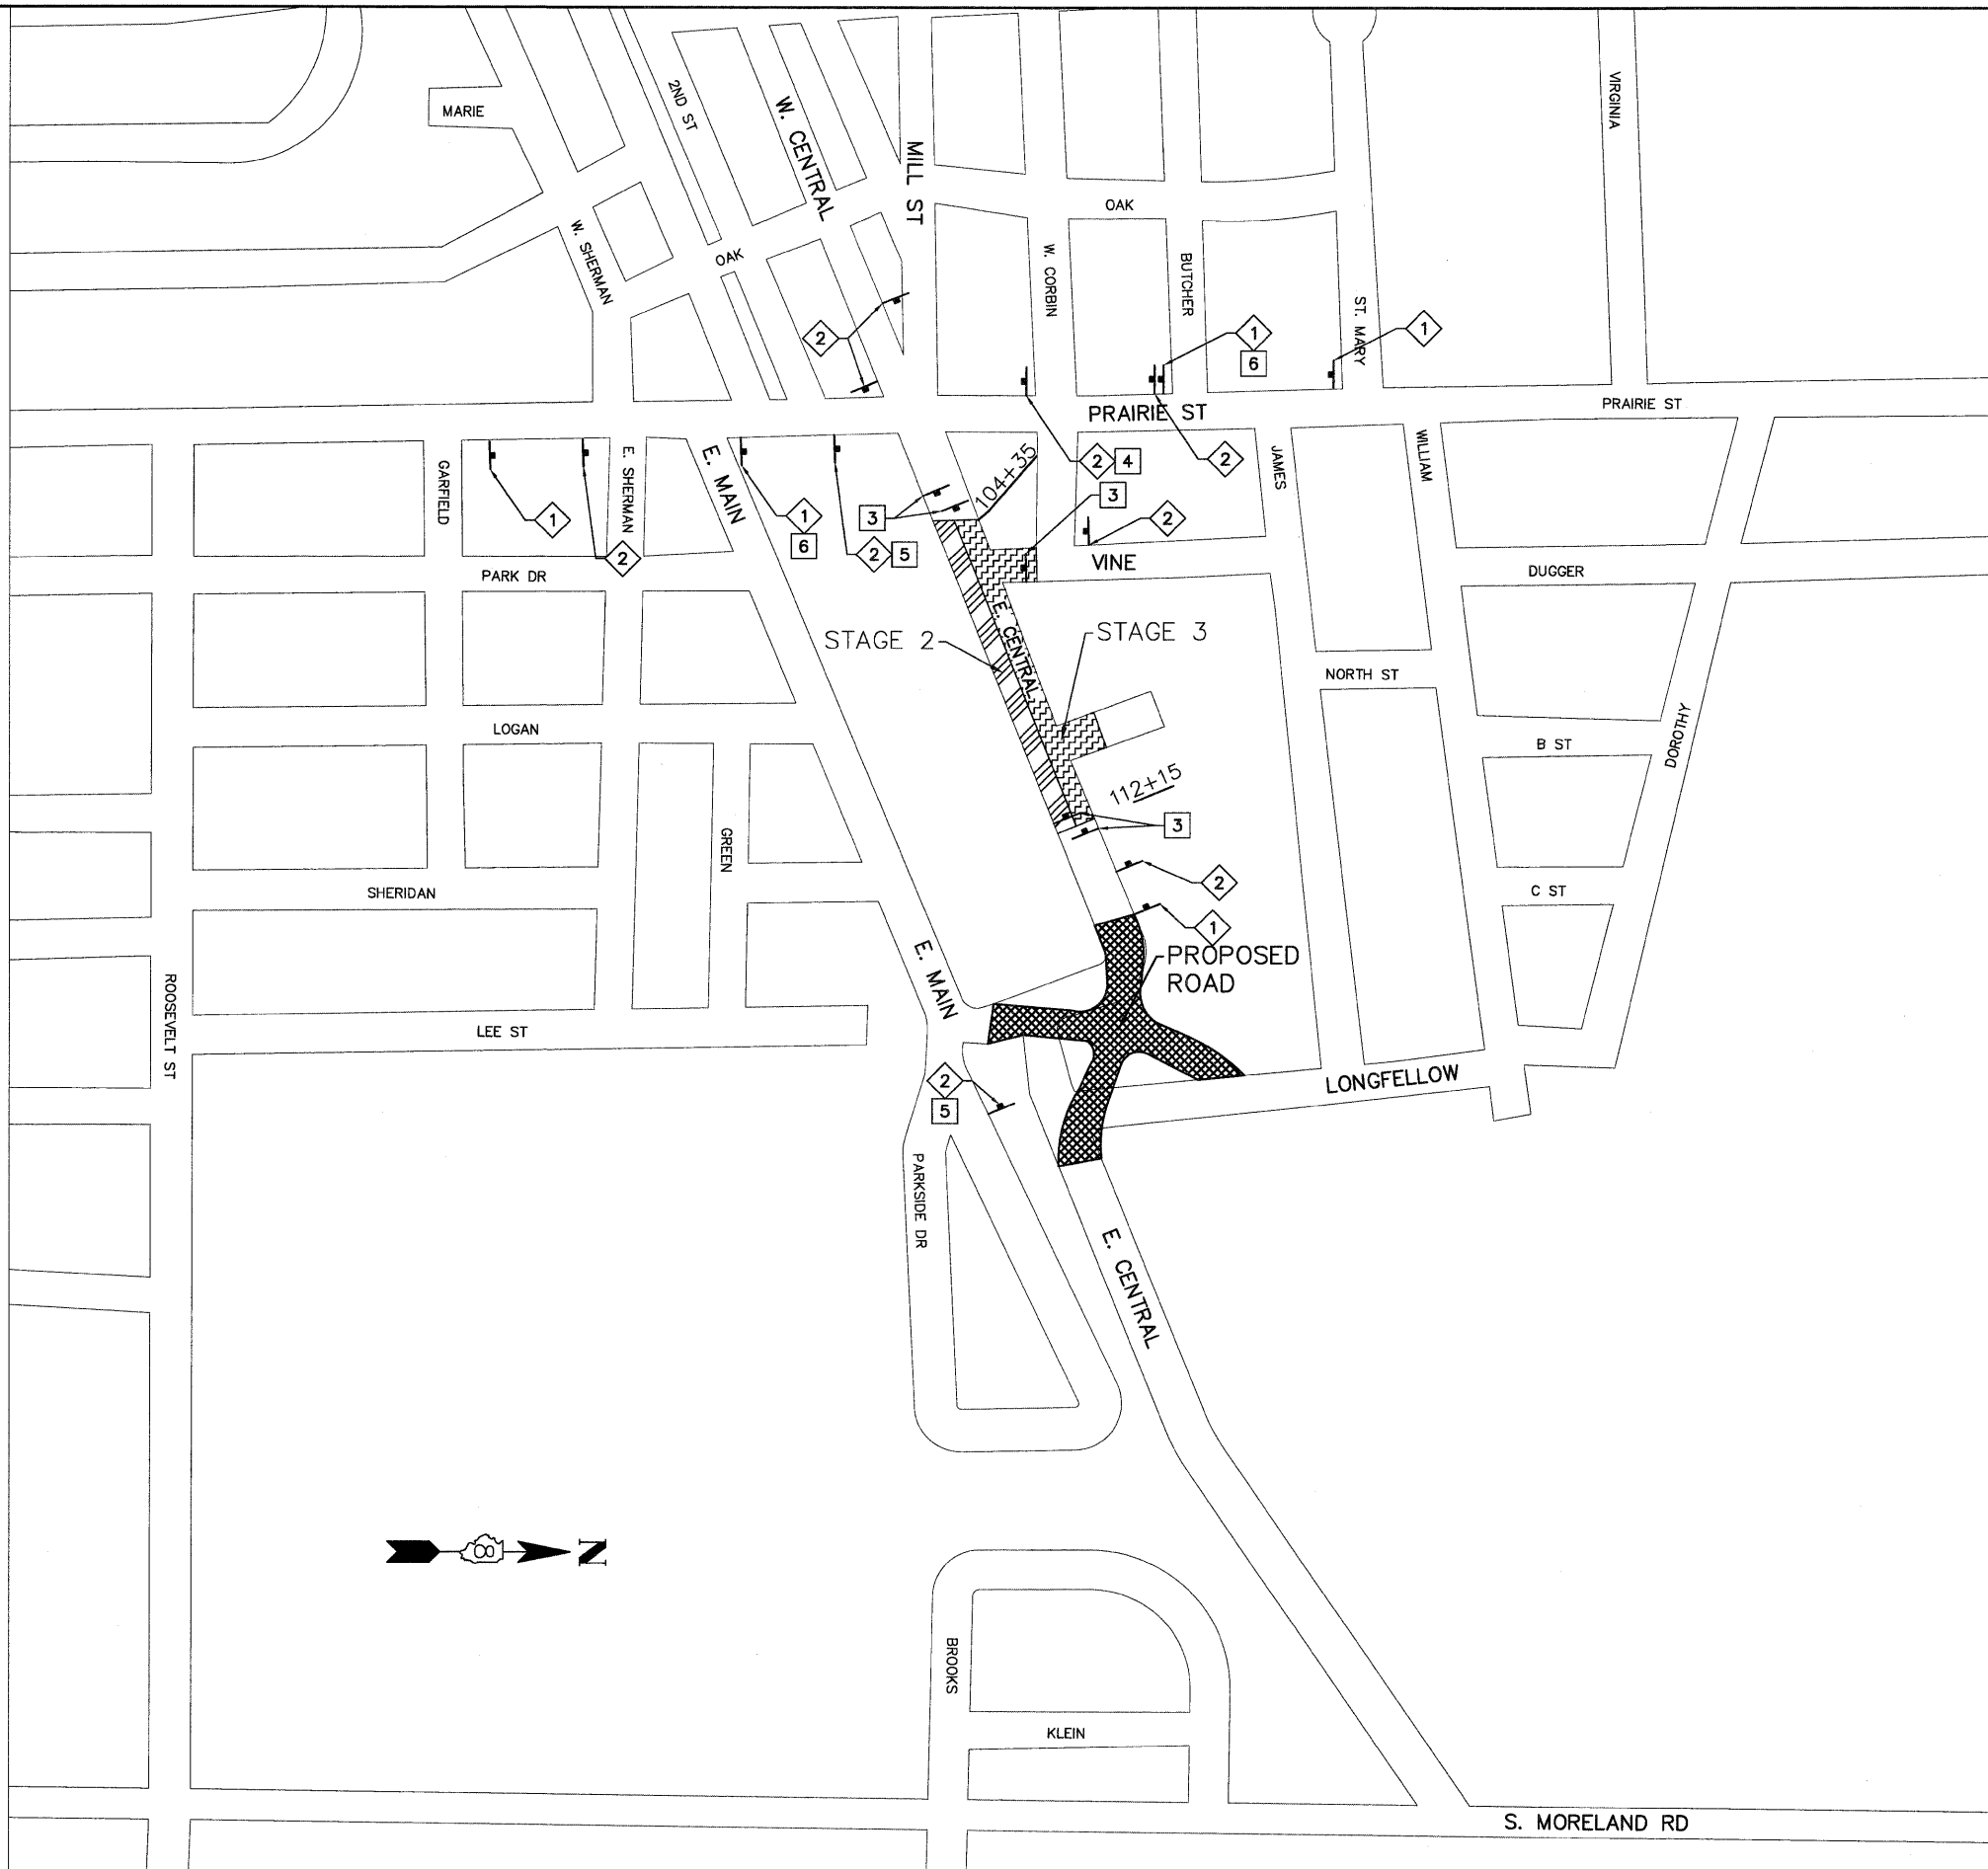 MARIE
2ND ST
W. CENTRAL
MILL ST
VIRGINIA
OAK
W. SHERMAN
OAK
W. CORBIN
BUTCHER
ST. MARY
2
1
6
1
PRAIRIE ST
PRAIRIE ST
GARFIELD
E. SHERMAN
E. MAIN
2 4
2
JAMES
WILLIAM
104+35
3
1
2
1
6
3
2 5
2
VINE
PARK DR
DUGGER
STAGE 2
E. CENTRAL
STAGE 3
NORTH ST
LOGAN
B ST
DOROTHY
112+15
3
GREEN
SHERIDAN
2
C ST
1
E. MAIN
PROPOSED
ROAD
ROOSEVELT ST
LEE ST
2
5
LONGFELLOW
PARKSIDE DR
E. CENTRAL
8
N
BROOKS
KLEIN
S. MORELAND RD